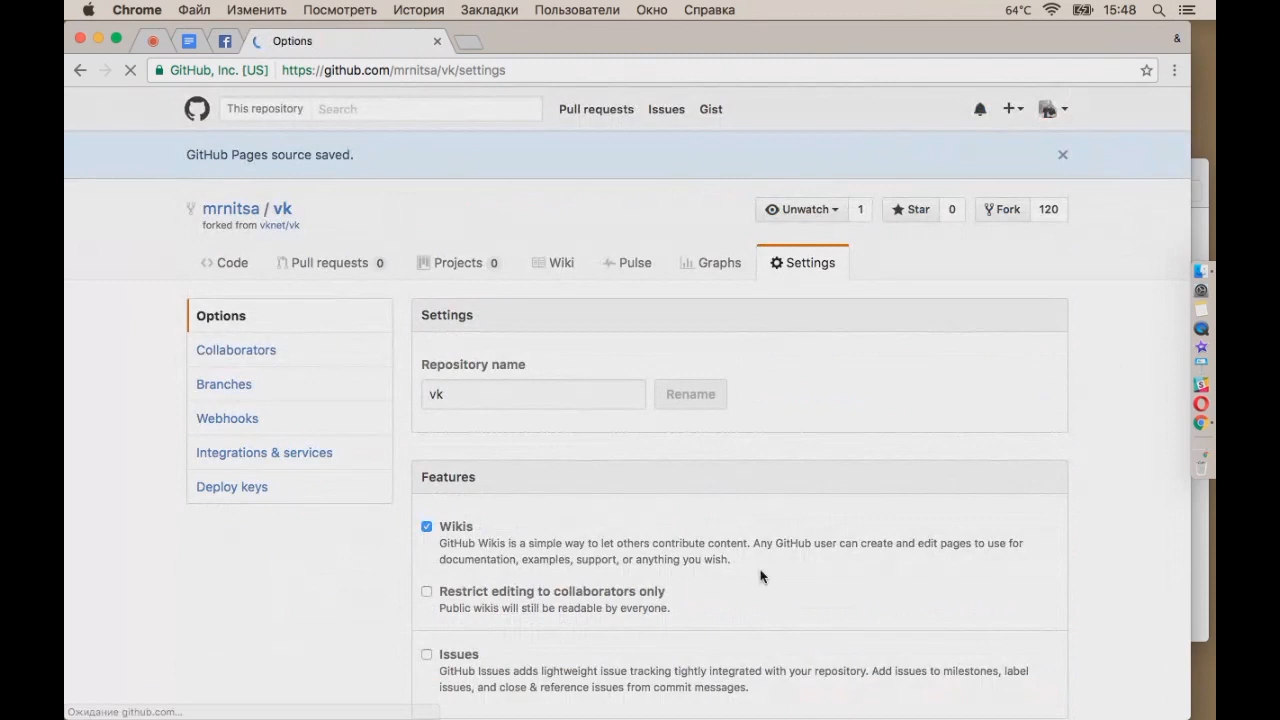 Chrome Файл Изменить Посмотреть История Закладки Пользователи Окно Справка 64°C 15:48
Options
GitHub, Inc. [US] https://github.com/mrnitsa/vk/settings
This repository Search Pull requests Issues Gist
GitHub Pages source saved.
mrnitsa / vk Unwatch 1 Star 0 Fork 120
forked from vknet/vk
Code Pull requests 0 Projects 0 Wiki Pulse Graphs Settings
Options
Collaborators
Branches
Webhooks
Integrations & services
Deploy keys
Settings
Repository name
vk Rename
Features
Wikis
GitHub Wikis is a simple way to let others contribute content. Any GitHub user can create and edit pages to use for
documentation, examples, support, or anything you wish.
Restrict editing to collaborators only
Public wikis will still be readable by everyone.
Issues
GitHub Issues adds lightweight issue tracking tightly integrated with your repository. Add issues to milestones, label
issues, and close & reference issues from commit messages.
Ожидание github.com...